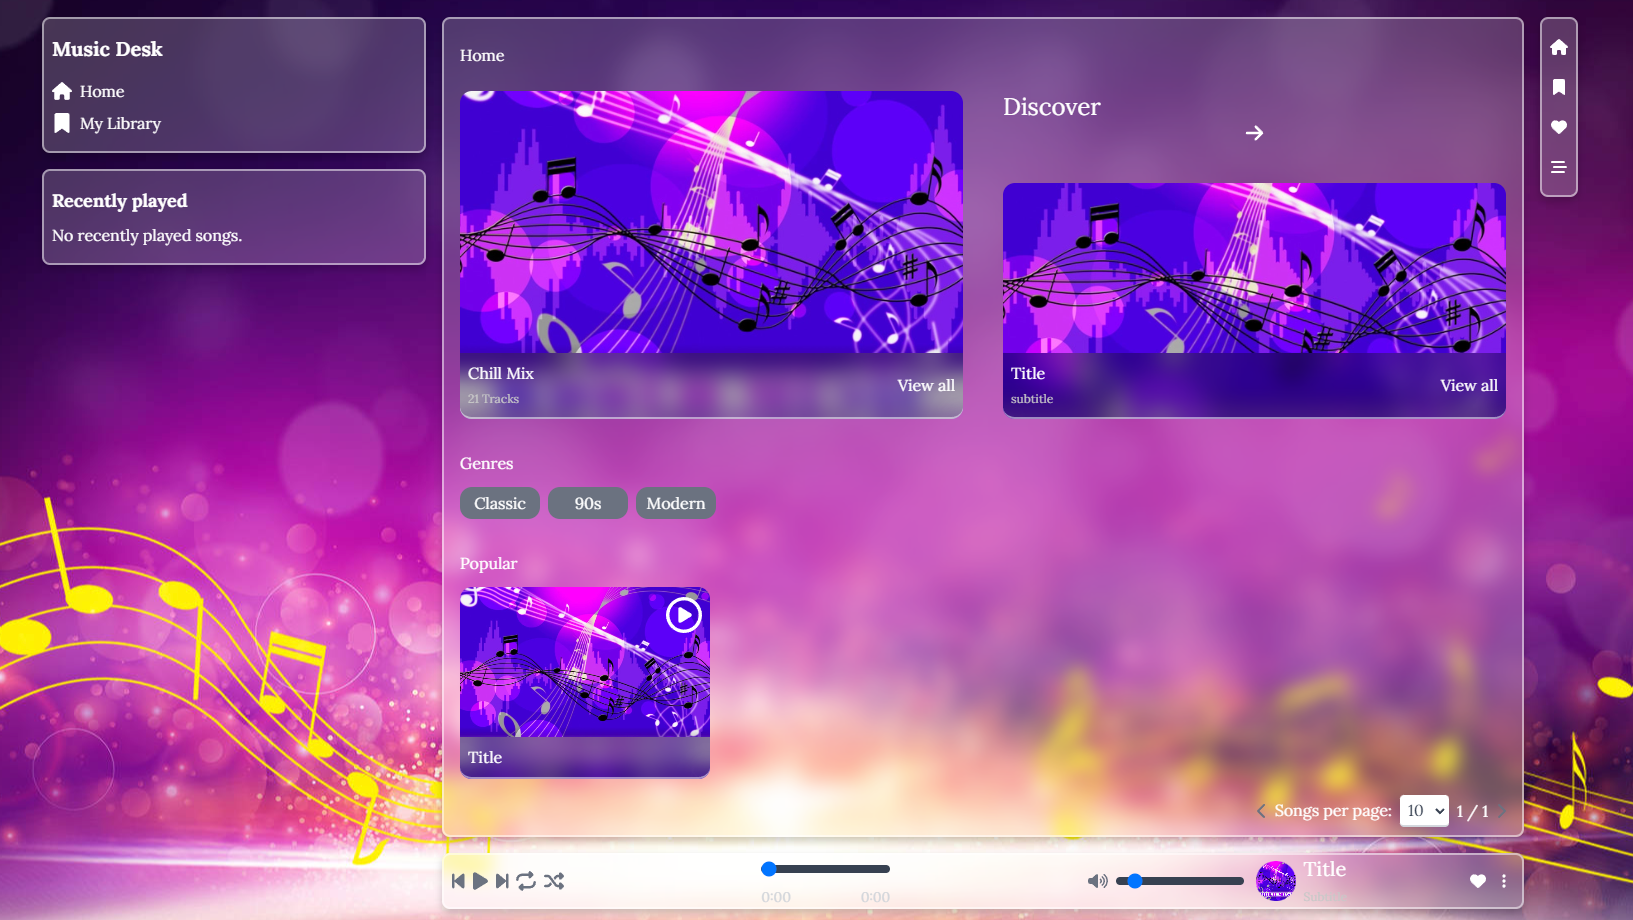 Music Desk
Home
My Library
Recently played
No recently played songs.
Home
Chill Mix
21 Tracks
View all
Discover
Title
subtitle
View all
Genres
Classic
90s
Modern
Popular
Title
Songs per page: 10 1 / 1
0:00 0:00
Title
Subtitle